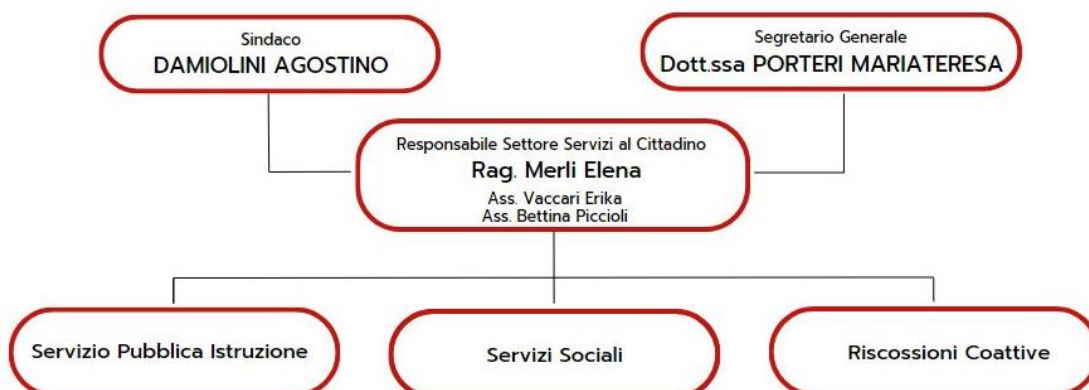 Sindaco
DAMIOLINI AGOSTINO
Segretario Generale
Dott.ssa PORTERI MARIATERESA
Responsabile Settore Servizi al Cittadino
Rag. Merli Elena
Ass. Vaccari Erika
Ass. Bettina Piccioli
Servizio Pubblica Istruzione
Servizi Sociali
Riscossioni Coattive